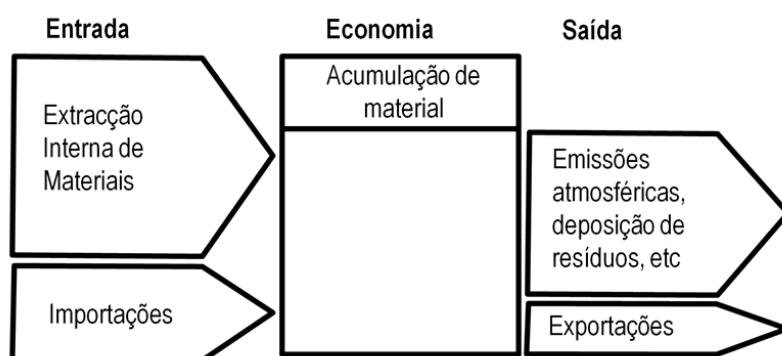 Entrada
Economia
Saída
Extracção
Interna de
Materiais
Importações
Acumulação de
material
Emissões
atmosféricas,
deposição de
resíduos, etc
Exportações